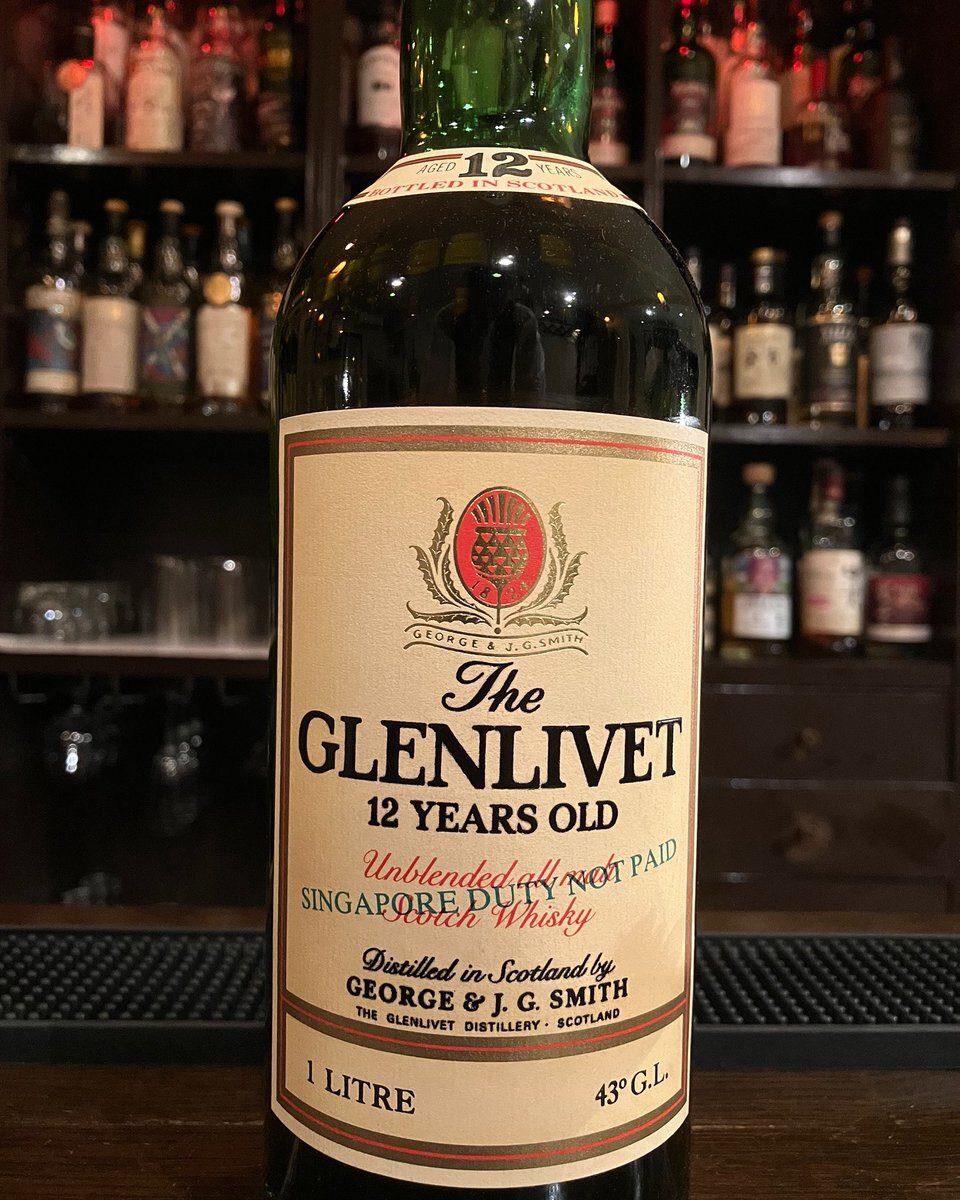 AGED 12 YEARS
BOTTLED IN SCOTLAND
GEORGE & J.G.SMITH
The
GLENLIVET
12 YEARS OLD
Unblended all malt
SINGAPORE DUTY NOT PAID
Scotch Whisky
Distilled in Scotland by
GEORGE & J. G. SMITH
THE GLENLIVET DISTILLERY · SCOTLAND
1 LITRE
43º G.L.